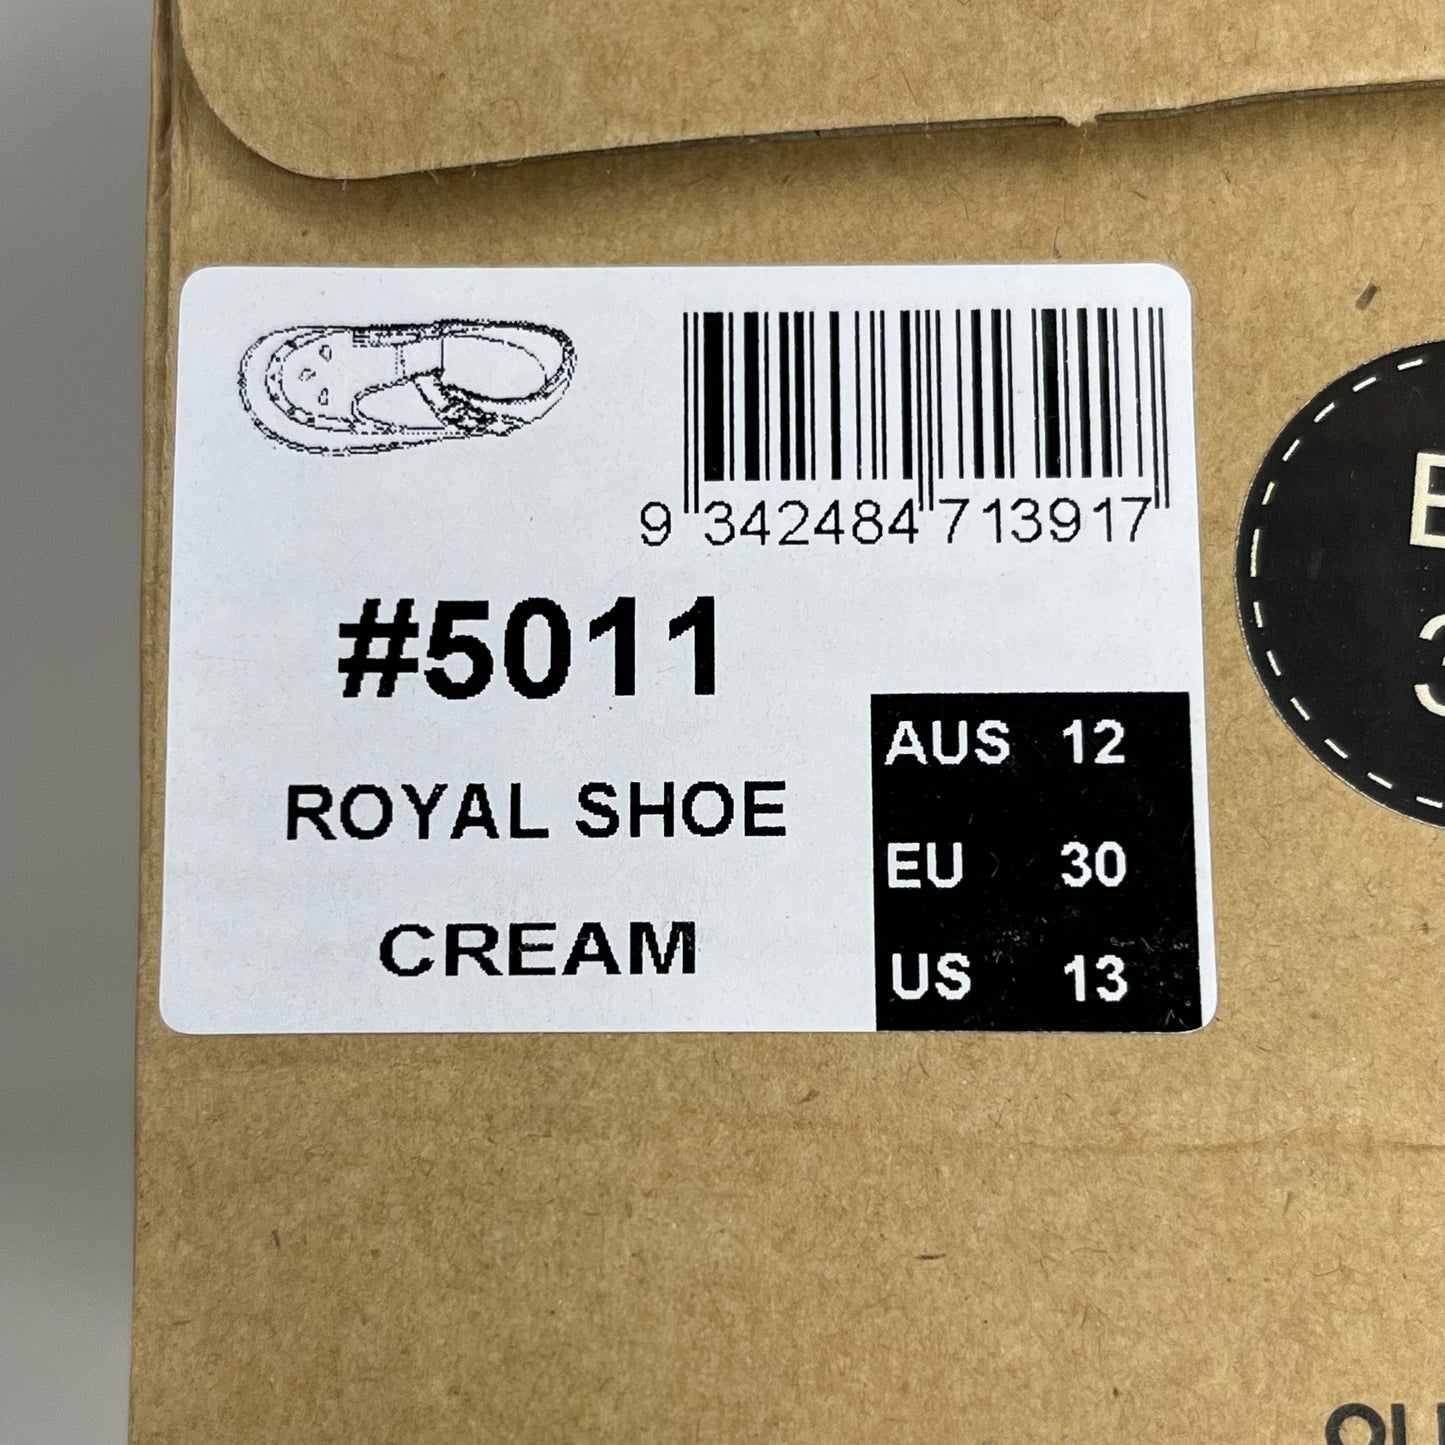 9 342484 713917
#5011
ROYAL SHOE
CREAM
AUS 12
EU 30
US 13